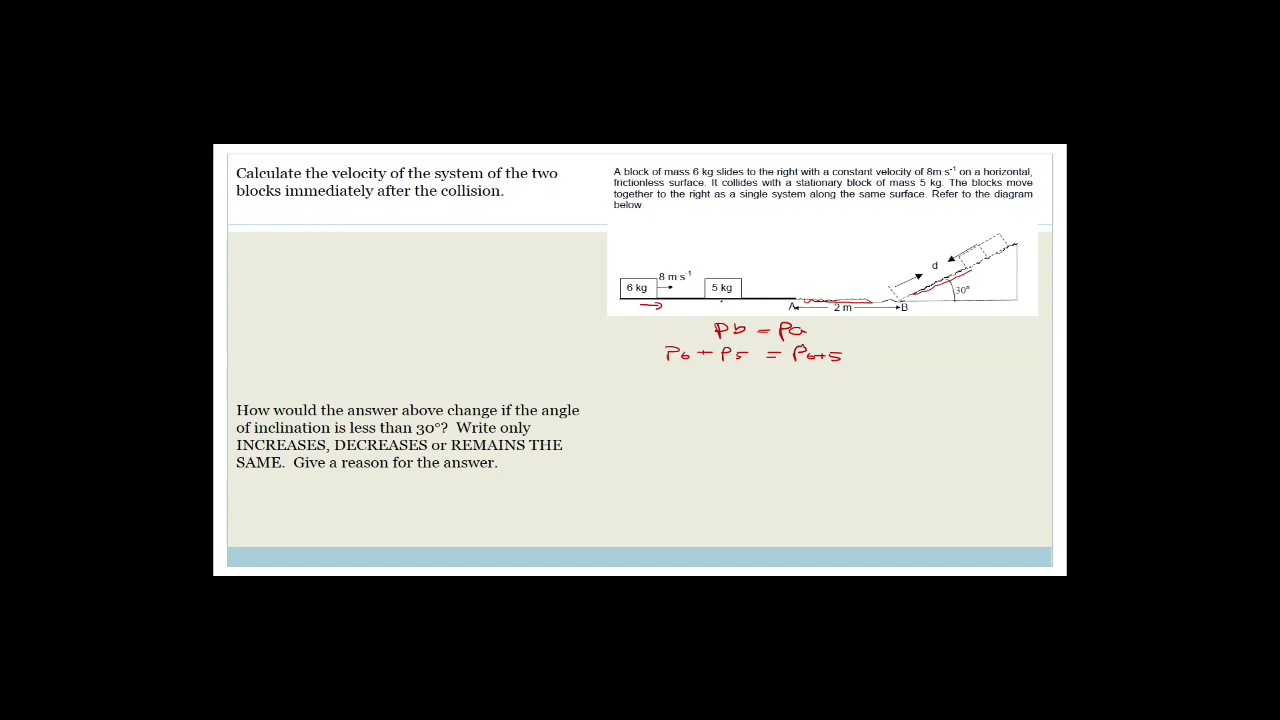 Calculate the velocity of the system of the two
blocks immediately after the collision.
A block of mass 6 kg slides to the right with a constant velocity of 8m s⁻¹ on a horizontal,
frictionless surface. It collides with a stationary block of mass 5 kg. The blocks move
together to the right as a single system along the same surface. Refer to the diagram
below
d
8 m s⁻¹
6 kg
5 kg
30°
A
2 m
B
pb = pa
P6 + P5 = P6+5
How would the answer above change if the angle
of inclination is less than 30°? Write only
INCREASES, DECREASES or REMAINS THE
SAME. Give a reason for the answer.